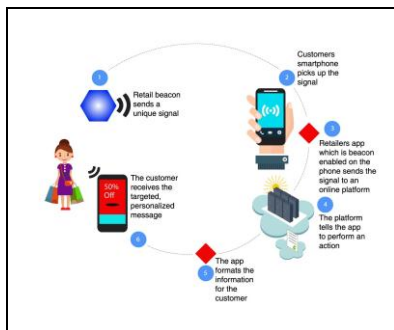 1
Retail beacon
sends a
unique signal
2
Customers
smartphone
picks up the
signal
3
Retailers app
which is beacon
enabled on the
phone sends the
signal to an
online platform
4
The platform
tells the app
to perform an
action
5
The app
formats the
information for
the customer
6
The customer
receives the
targeted,
personalized
message
50%
Off